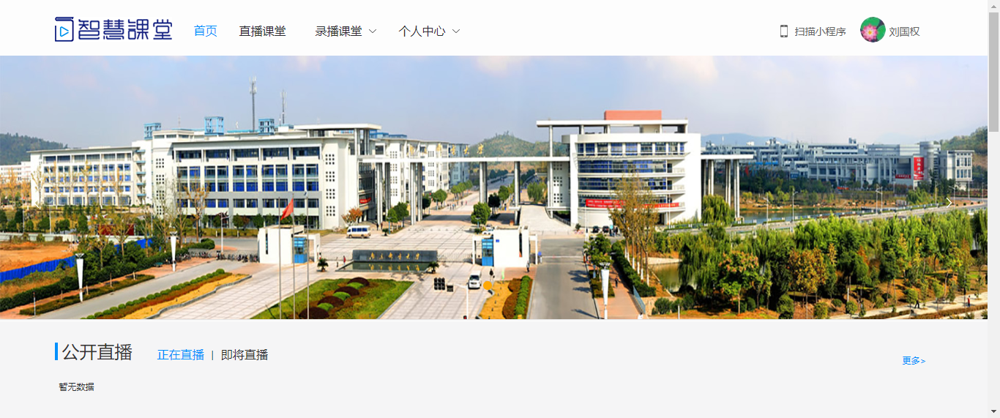 智慧课堂
首页
直播课堂
录播课堂
个人中心
扫描小程序
刘国权
公开直播
正在直播 | 即将直播
更多>
暂无数据